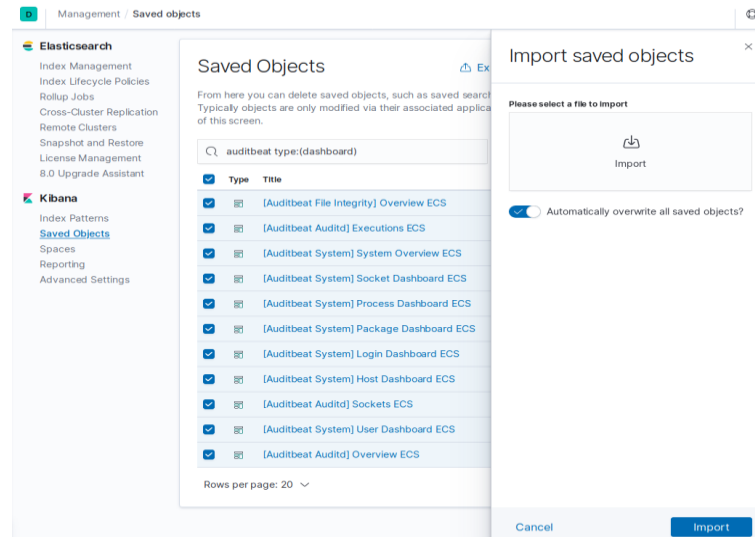 D Management / Saved objects
Elasticsearch
Index Management
Index Lifecycle Policies
Rollup Jobs
Cross-Cluster Replication
Remote Clusters
Snapshot and Restore
License Management
8.0 Upgrade Assistant
Kibana
Index Patterns
Saved Objects
Spaces
Reporting
Advanced Settings
Saved Objects
Ex
From here you can delete saved objects, such as saved search
Typically objects are only modified via their associated applica
of this screen.
auditbeat type:(dashboard)
Type Title
[Auditbeat File Integrity] Overview ECS
[Auditbeat Auditd] Executions ECS
[Auditbeat System] System Overview ECS
[Auditbeat System] Socket Dashboard ECS
[Auditbeat System] Process Dashboard ECS
[Auditbeat System] Package Dashboard ECS
[Auditbeat System] Login Dashboard ECS
[Auditbeat System] Host Dashboard ECS
[Auditbeat Auditd] Sockets ECS
[Auditbeat System] User Dashboard ECS
[Auditbeat Auditd] Overview ECS
Rows per page: 20
Import saved objects
Please select a file to import
Import
Automatically overwrite all saved objects?
Cancel
Import